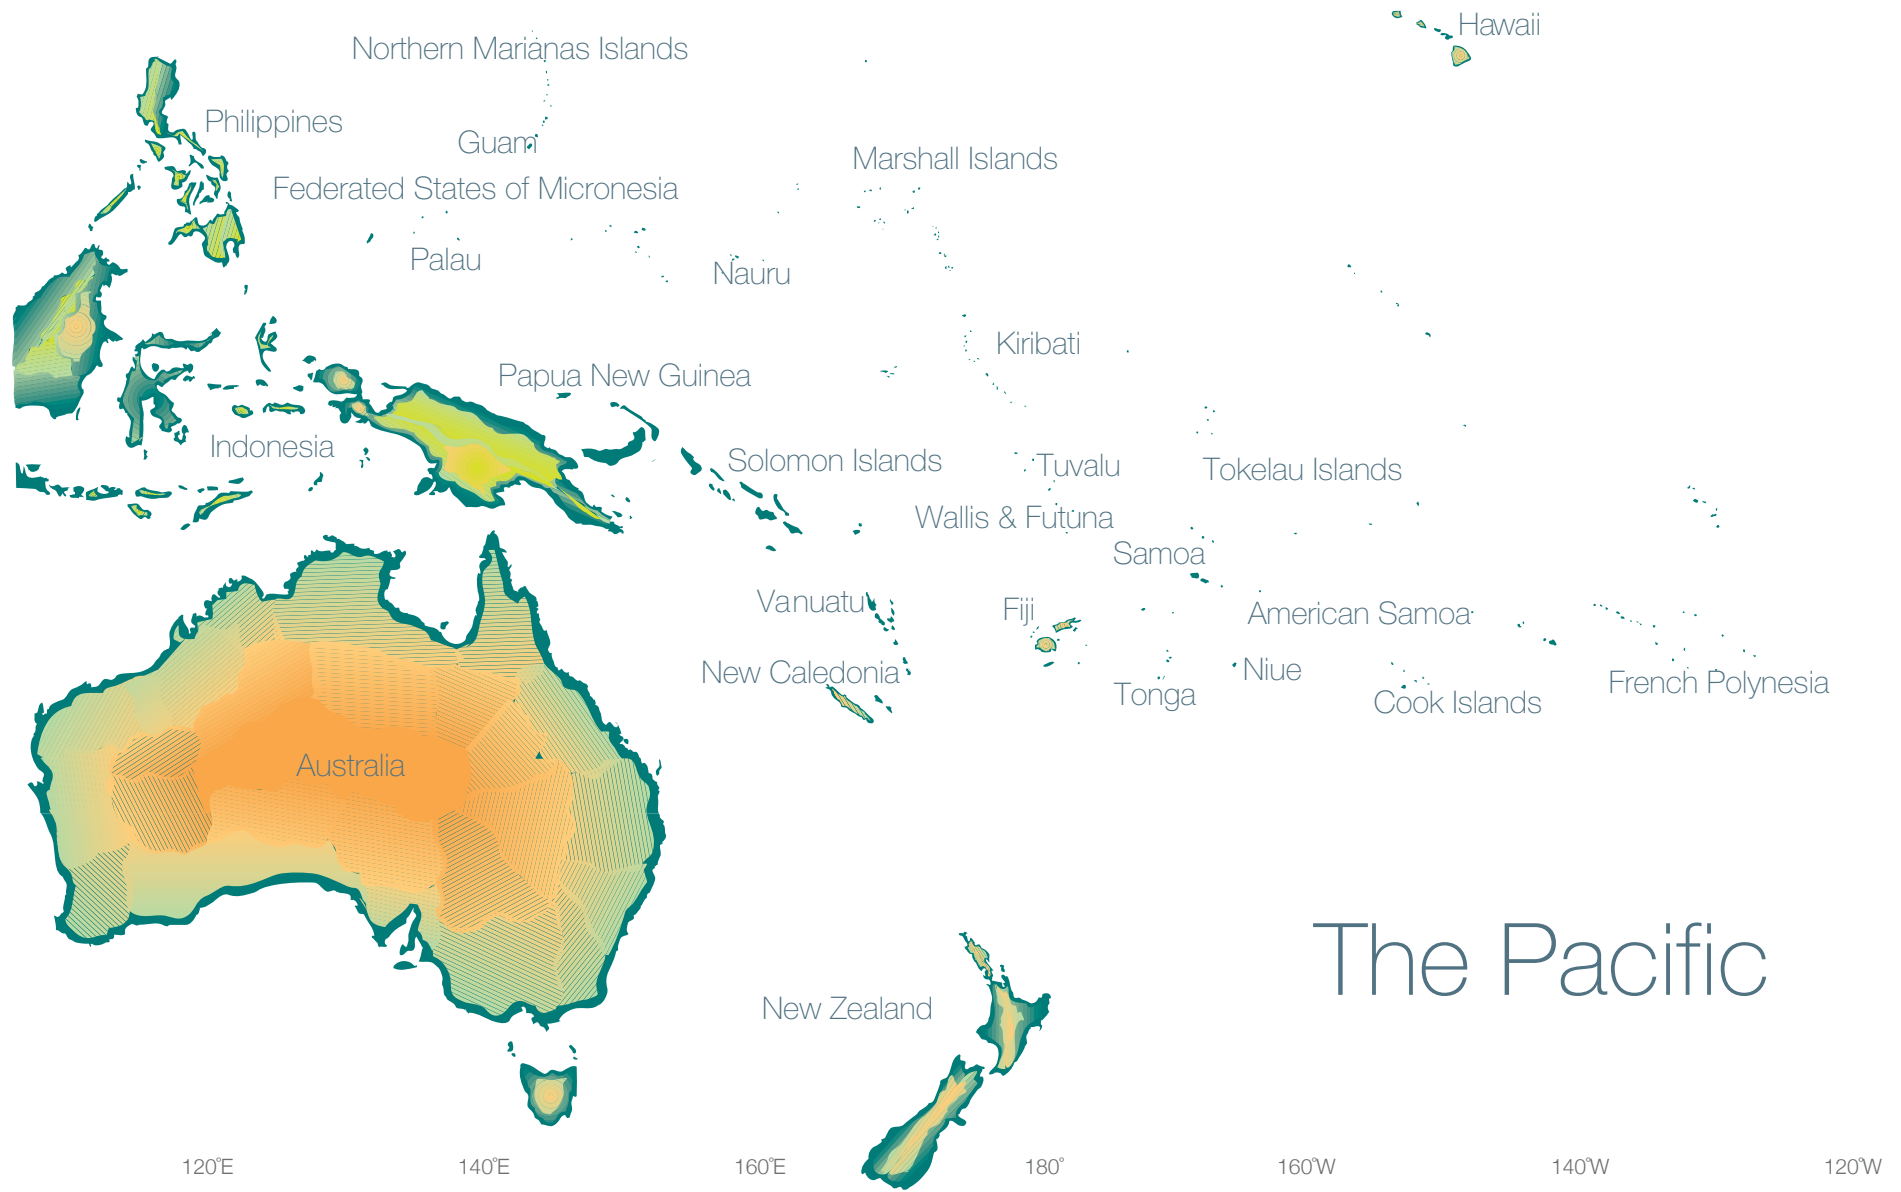 Hawaii
Northern Marianas Islands
Philippines
Guam
Marshall Islands
Federated States of Micronesia
Palau
Nauru
Kiribati
Papua New Guinea
Indonesia
Solomon Islands
Tuvalu
Tokelau Islands
Wallis & Futuna
Samoa
Vanuatu
Fiji
American Samoa
New Caledonia
Niue
Tonga
Cook Islands
French Polynesia
Australia
The Pacific
New Zealand
120°E
140°E
160°E
180°
160°W
140°W
120°W